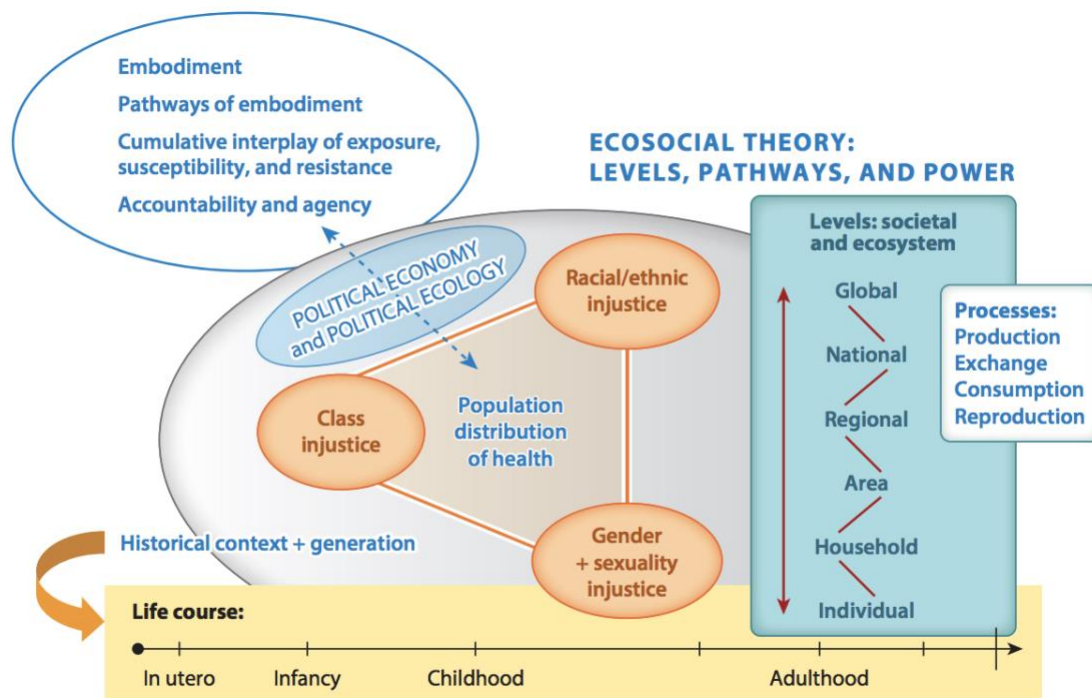 Embodiment
Pathways of embodiment
Cumulative interplay of exposure,
susceptibility, and resistance
Accountability and agency
ECOSOCIAL THEORY:
LEVELS, PATHWAYS, AND POWER
POLITICAL ECONOMY
and POLITICAL ECOLOGY
Racial/ethnic
injustice
Class
injustice
Population
distribution
of health
Gender
+ sexuality
injustice
Levels: societal
and ecosystem
Global
National
Regional
Area
Household
Individual
Processes:
Production
Exchange
Consumption
Reproduction
Historical context + generation
Life course:
In utero
Infancy
Childhood
Adulthood